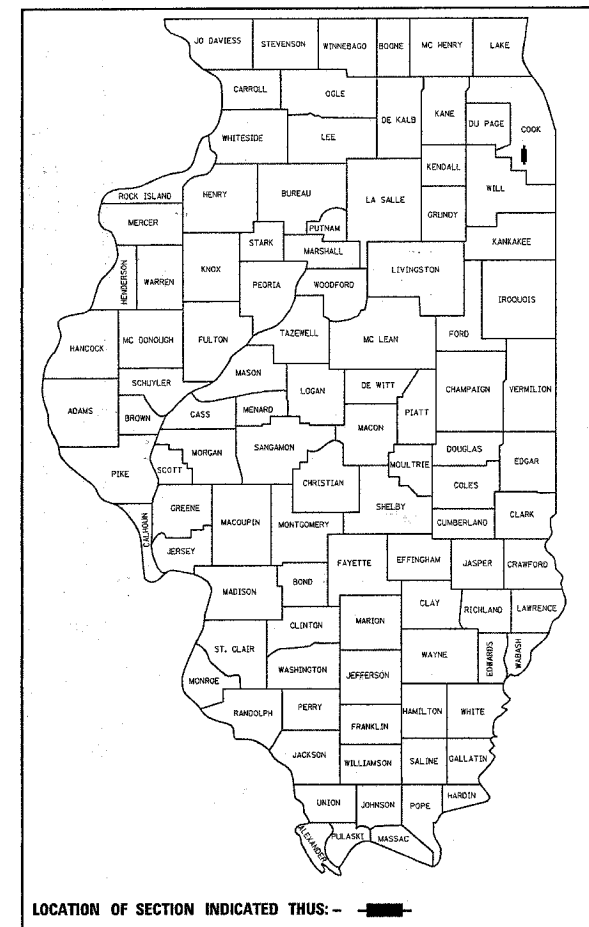 JO DAVIESS STEVENSON WINNEBAGO BOONE MC HENRY LAKE
CARROLL OGLE
DE KALB KANE DU PAGE COOK
WHITESIDE LEE
KENDALL WILL
ROCK ISLAND HENRY BUREAU LA SALLE GRUNDY
MERCER PUTNAM
STARK MARSHALL KANKAKEE
HENDERSON WARREN KNOX PEORIA WOODFORD LIVINGSTON IROQUOIS
HANCOCK MC DONOUGH FULTON TAZEWELL MC LEAN FORD
MASON
SCHUYLER DE WITT
ADAMS BROWN CASS MENARD LOGAN PIATT CHAMPAIGN VERMILION
MACON
PIKE SCOTT MORGAN SANGAMON MOULTRIE DOUGLAS EDGAR
CHRISTIAN COLES
CALHOUN GREENE MACOUPIN MONTGOMERY SHELBY CUMBERLAND CLARK
JERSEY
FAYETTE EFFINGHAM JASPER CRAWFORD
MADISON BOND
CLAY RICHLAND LAWRENCE
CLINTON MARION
ST. CLAIR WAYNE EDWARDS WABASH
WASHINGTON JEFFERSON
MONROE
RANDOLPH PERRY HAMILTON WHITE
FRANKLIN
JACKSON WILLIAMSON SALINE GALLATIN
UNION JOHNSON POPE HARDIN
ALEXANDER PULASKI MASSAC
LOCATION OF SECTION INDICATED THUS: -